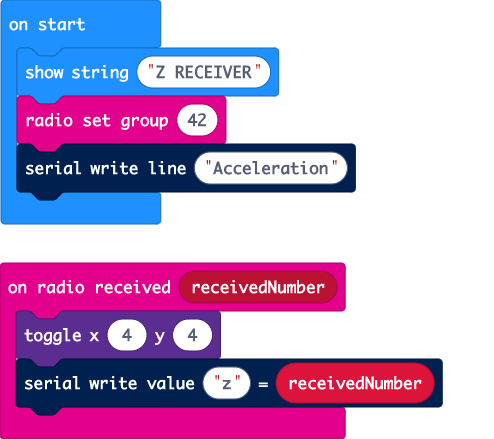 on start
show string "Z RECEIVER"
radio set group 42
serial write line "Acceleration"
on radio received receivedNumber
toggle x 4 y 4
serial write value "z" = receivedNumber